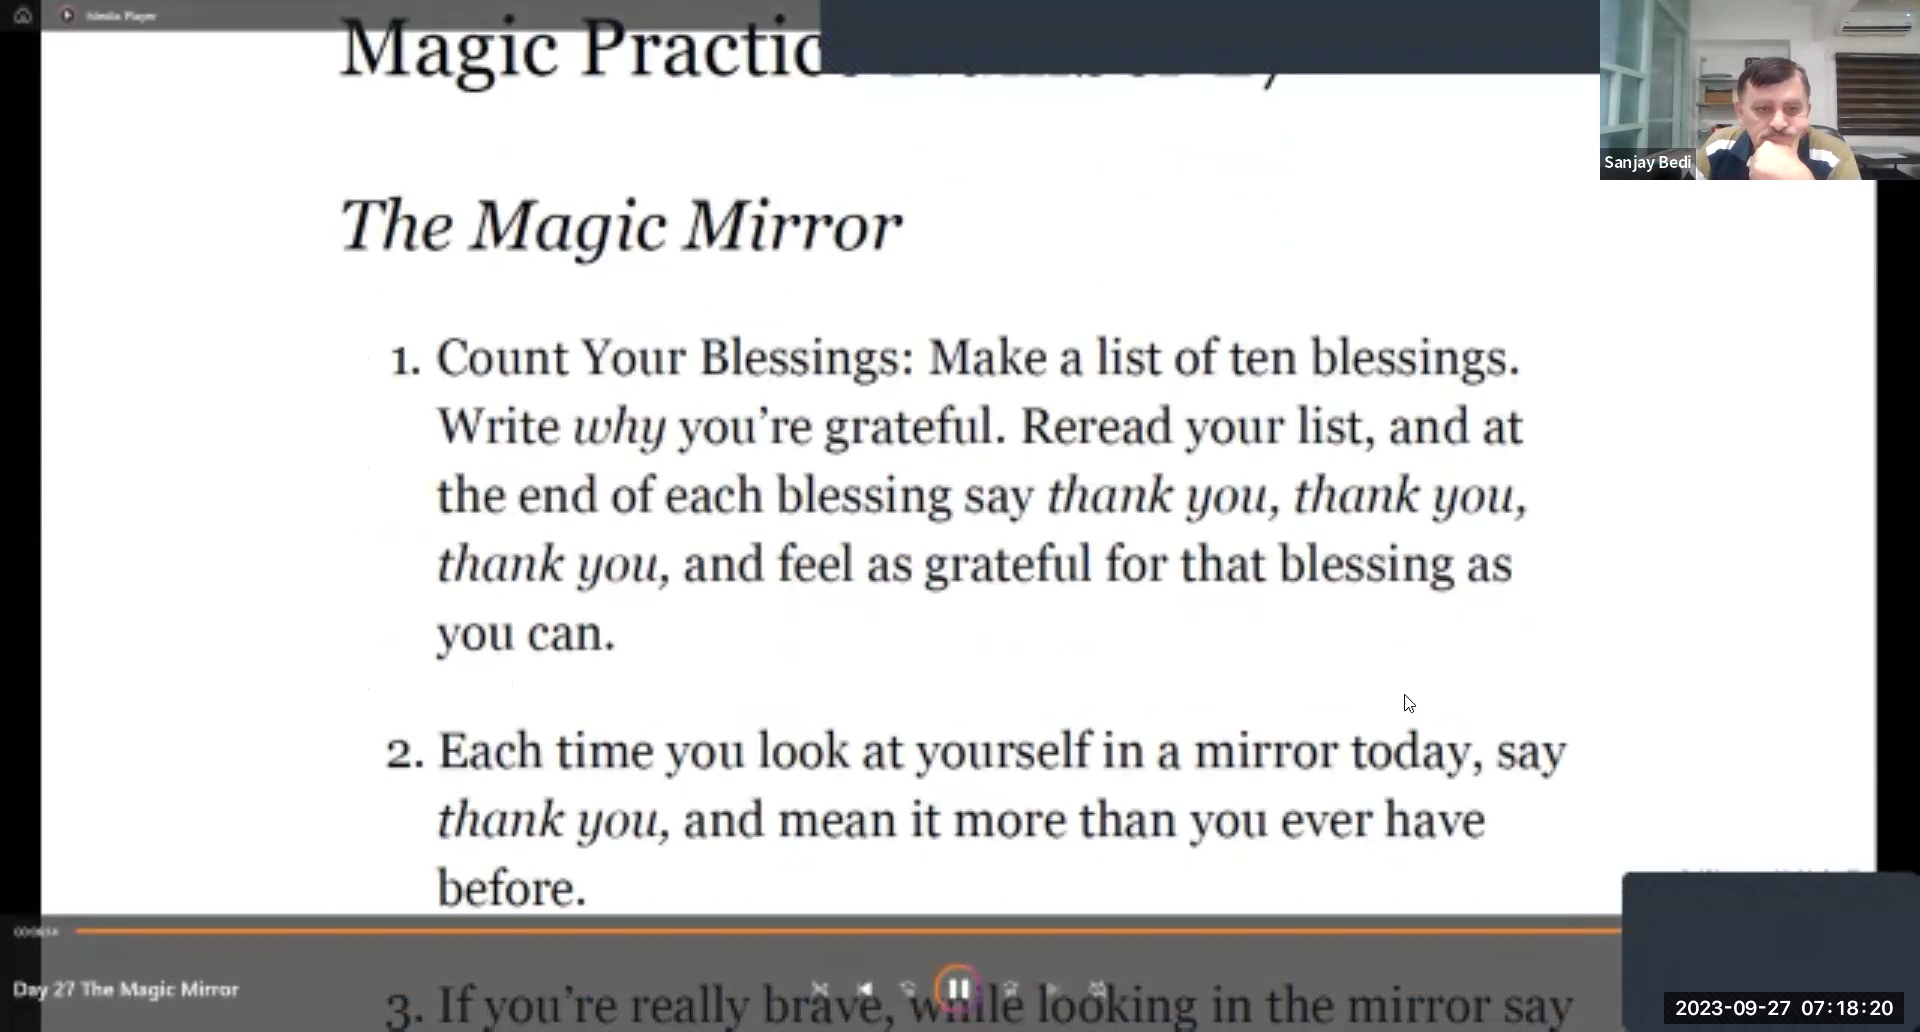 Media Player
Magic Practic
Sanjay Bedi
The Magic Mirror
1. Count Your Blessings: Make a list of ten blessings.
Write why you’re grateful. Reread your list, and at
the end of each blessing say thank you, thank you,
thank you, and feel as grateful for that blessing as
you can.
2. Each time you look at yourself in a mirror today, say
thank you, and mean it more than you ever have
before.
Day 27 The Magic Mirror
3. If you’re really brave, while looking in the mirror say
2023-09-27 07:18:20